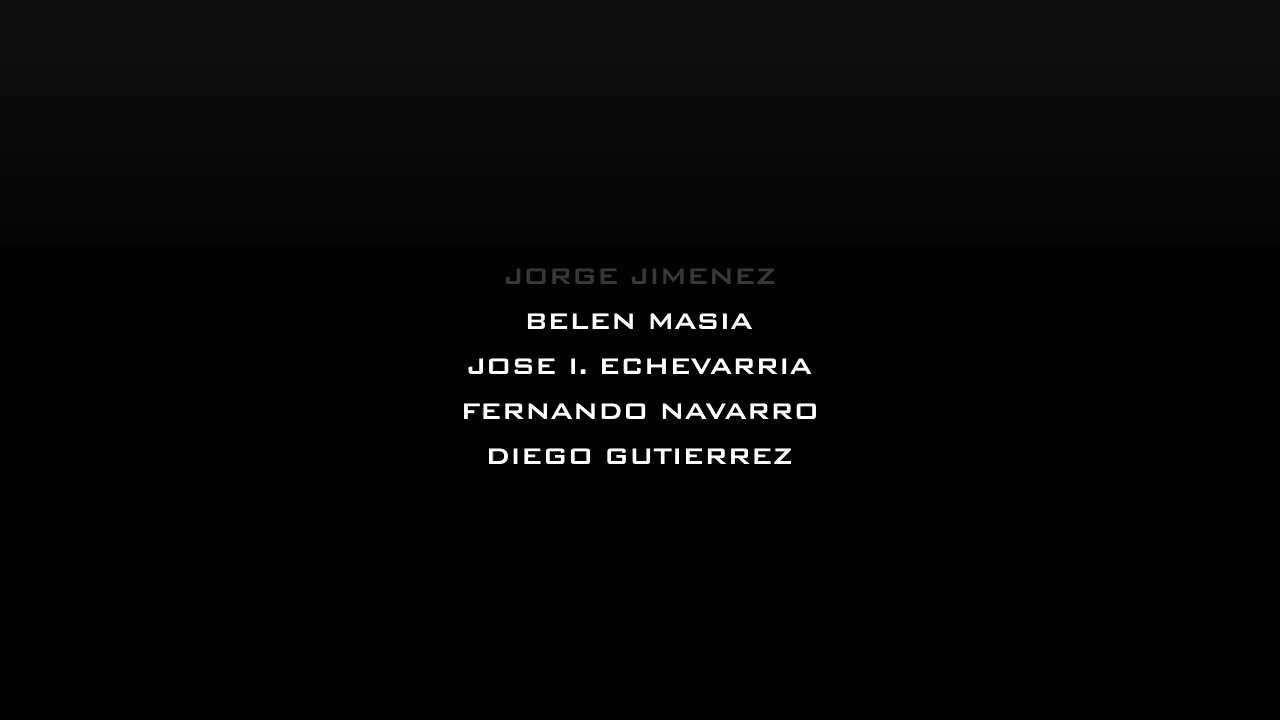 JORGE JIMENEZ
BELEN MASIA
JOSE I. ECHEVARRIA
FERNANDO NAVARRO
DIEGO GUTIERREZ